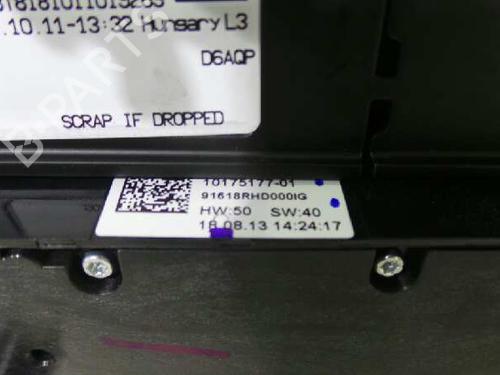 .10.11-13:32 Hungary L3
D6AQP
SCRAP IF DROPPED
10175177-01
91618RHD000IG
HW:50 SW:40
18.08.13 14:24:17
B-PARTS